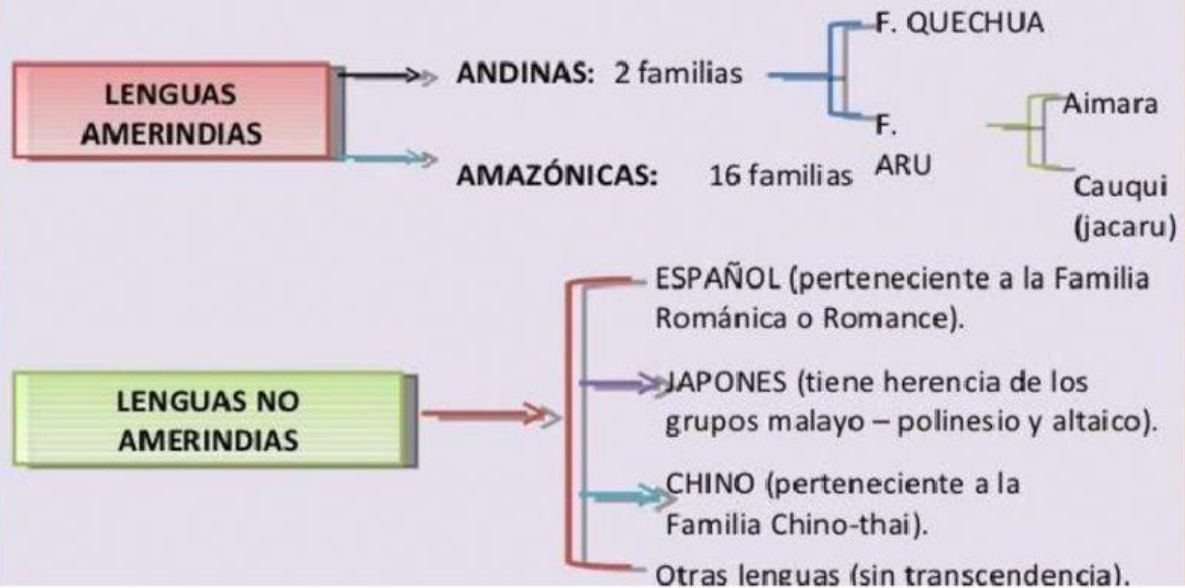 LENGUAS
AMERINDIAS
ANDINAS: 2 familias
F. QUECHUA
F.
ARU
Aimara
Cauqui
(jacaru)
AMAZÓNICAS: 16 familias
LENGUAS NO
AMERINDIAS
ESPAÑOL (perteneciente a la Familia
Románica o Romance).
JAPONES (tiene herencia de los
grupos malayo – polinesio y altaico).
CHINO (perteneciente a la
Familia Chino-thai).
Otras lenguas (sin transcendencia).